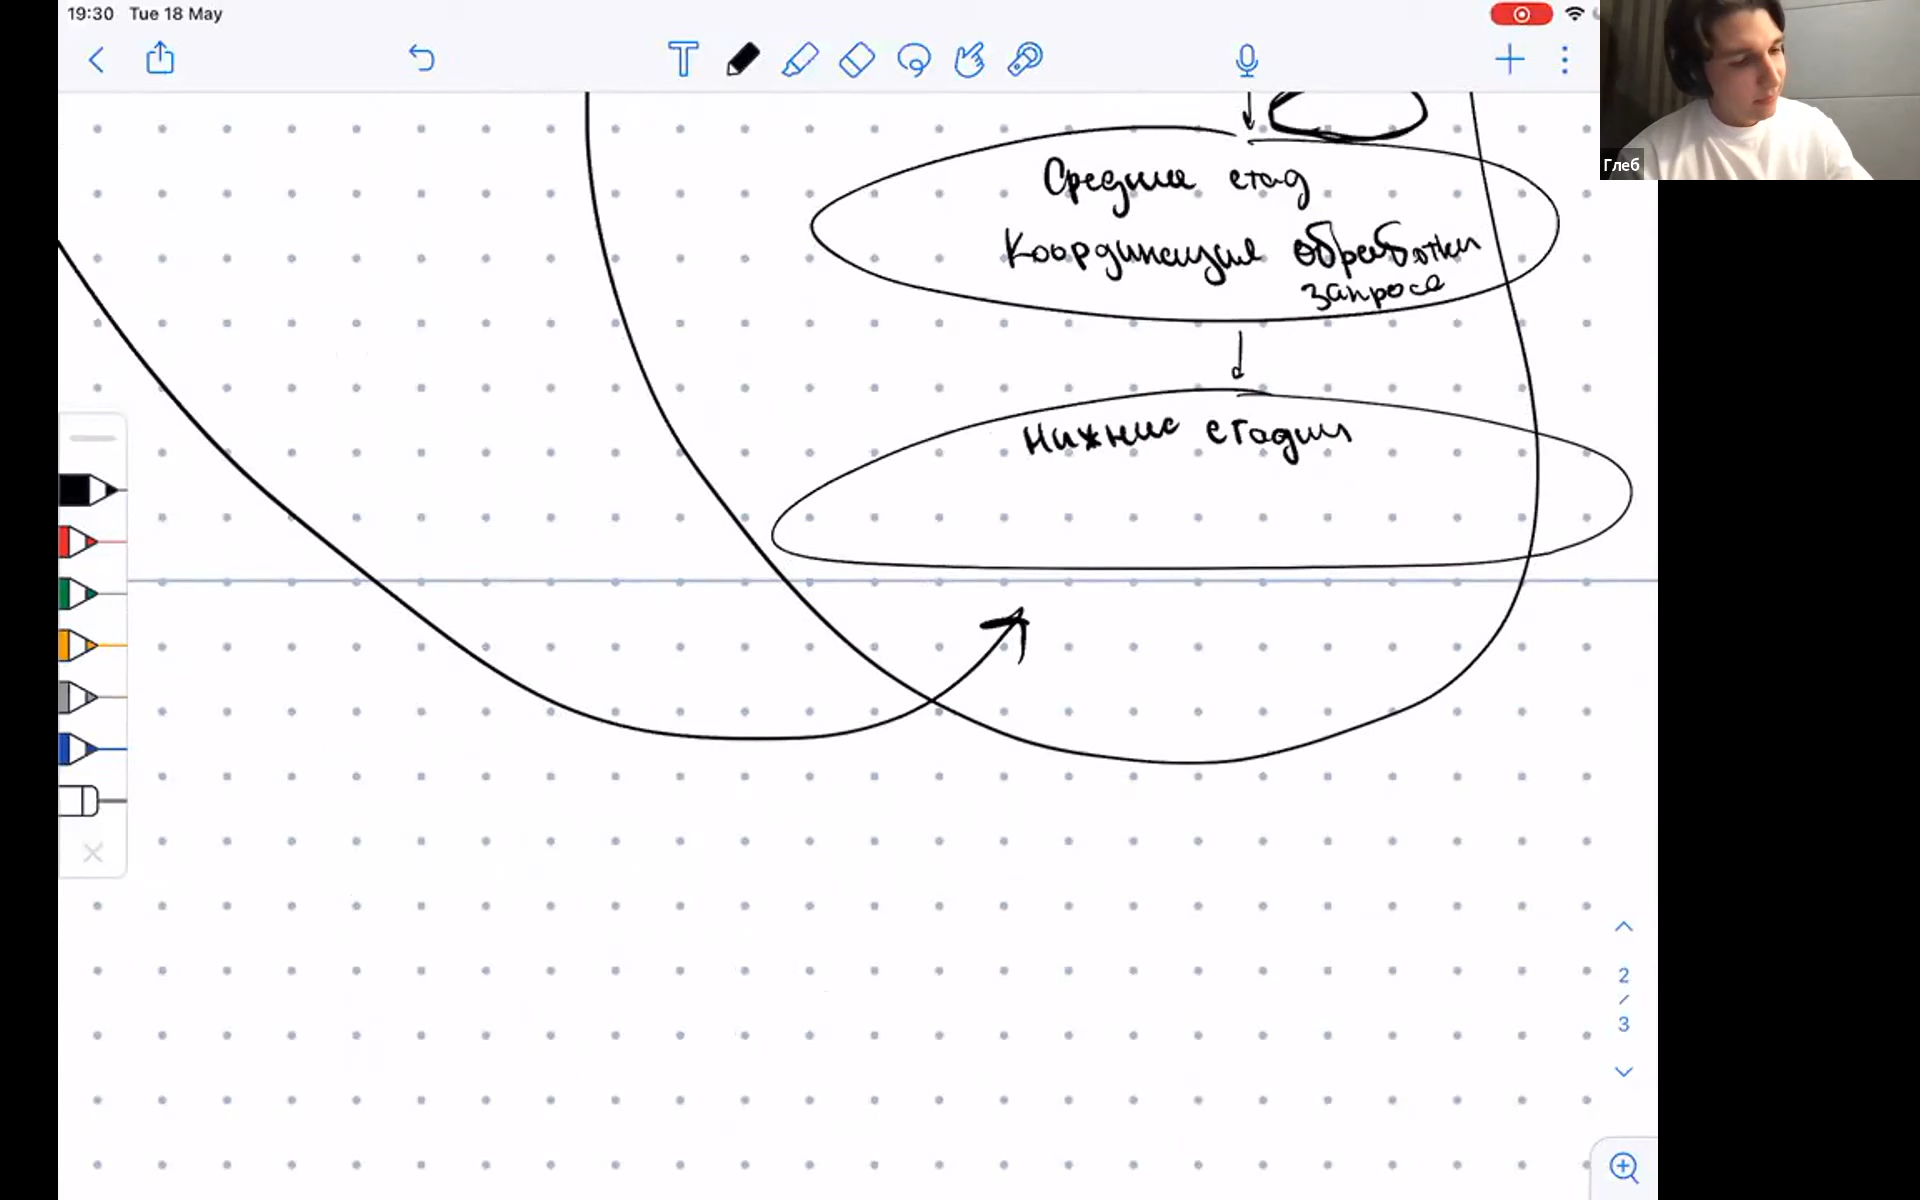 19:30 Tue 18 May
Глеб
Средние стад
Координация обработки
запроса
Нижние стадии
2
/
3